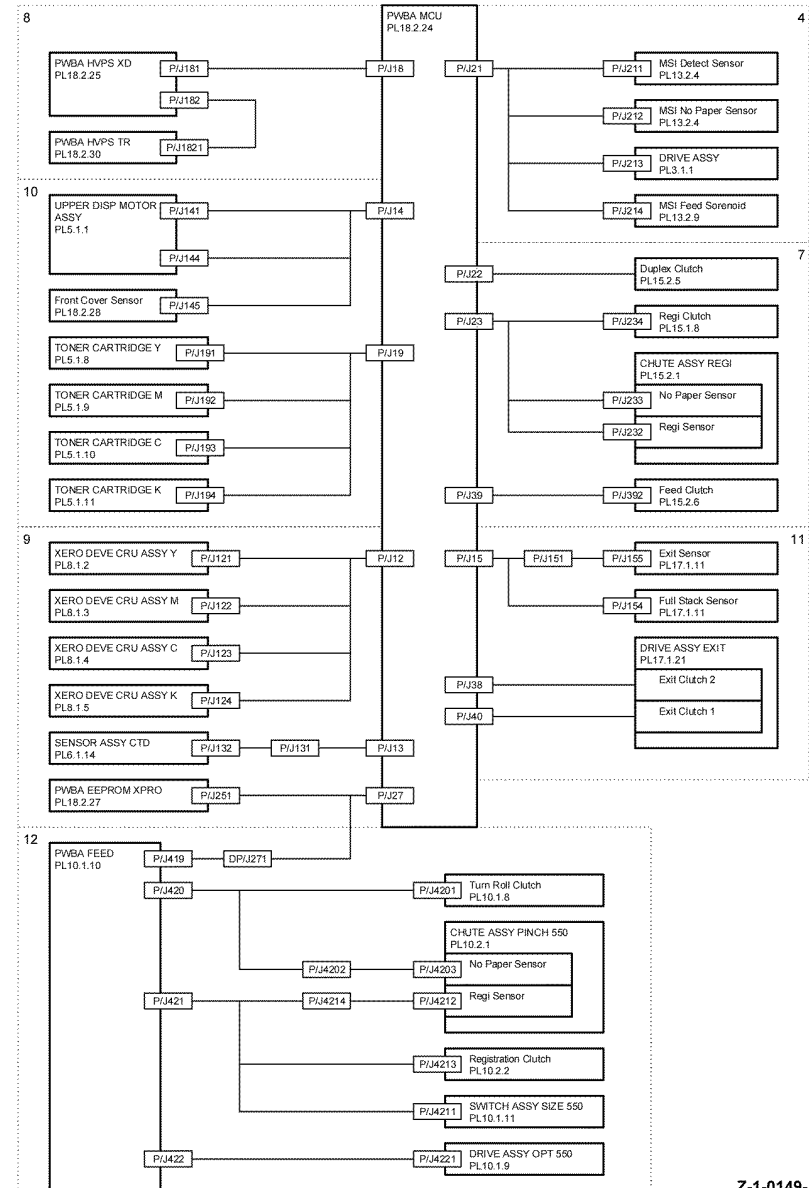 8
PWBA MCU
PL18.2.24
4
PWBA HVPS XD
PL18.2.25
P/J181
P/J18
P/J182
PWBA HVPS TR
PL18.2.30
P/J1821
P/J21
P/J211
MSI Detect Sensor
PL13.2.4
P/J212
MSI No Paper Sensor
PL13.2.4
P/J213
DRIVE ASSY
PL3.1.1
P/J214
MSI Feed Sorenoid
PL13.2.9
10
UPPER DISP MOTOR
ASSY
PL5.1.1
P/J141
P/J14
P/J144
Front Cover Sensor
PL18.2.28
P/J145
TONER CARTRIDGE Y
PL5.1.8
P/J191
P/J19
TONER CARTRIDGE M
PL5.1.9
P/J192
TONER CARTRIDGE C
PL5.1.10
P/J193
TONER CARTRIDGE K
PL5.1.11
P/J194
7
P/J22
Duplex Clutch
PL15.2.5
P/J23
P/J234
Regi Clutch
PL15.1.8
CHUTE ASSY REGI
PL15.2.1
P/J233
No Paper Sensor
P/J232
Regi Sensor
P/J39
P/J392
Feed Clutch
PL15.2.6
9
XERO DEVE CRU ASSY Y
PL8.1.2
P/J121
P/J12
XERO DEVE CRU ASSY M
PL8.1.3
P/J122
XERO DEVE CRU ASSY C
PL8.1.4
P/J123
XERO DEVE CRU ASSY K
PL8.1.5
P/J124
SENSOR ASSY CTD
PL6.1.14
P/J132
P/J131
P/J13
PWBA EEPROM XPRO
PL18.2.27
P/J251
P/J27
11
P/J15
P/J151
P/J155
Exit Sensor
PL17.1.11
P/J154
Full Stack Sensor
PL17.1.11
DRIVE ASSY EXIT
PL17.1.21
P/J38
Exit Clutch 2
P/J40
Exit Clutch 1
12
PWBA FEED
PL10.1.10
P/J419
DP/J271
P/J420
P/J4201
Turn Roll Clutch
PL10.1.8
CHUTE ASSY PINCH 550
PL10.2.1
P/J4202
P/J4203
No Paper Sensor
P/J421
P/J4214
P/J4212
Regi Sensor
P/J4213
Registration Clutch
PL10.2.2
P/J4211
SWITCH ASSY SIZE 550
PL10.1.11
P/J422
P/J4221
DRIVE ASSY OPT 550
PL10.1.9
Z-1-0149-